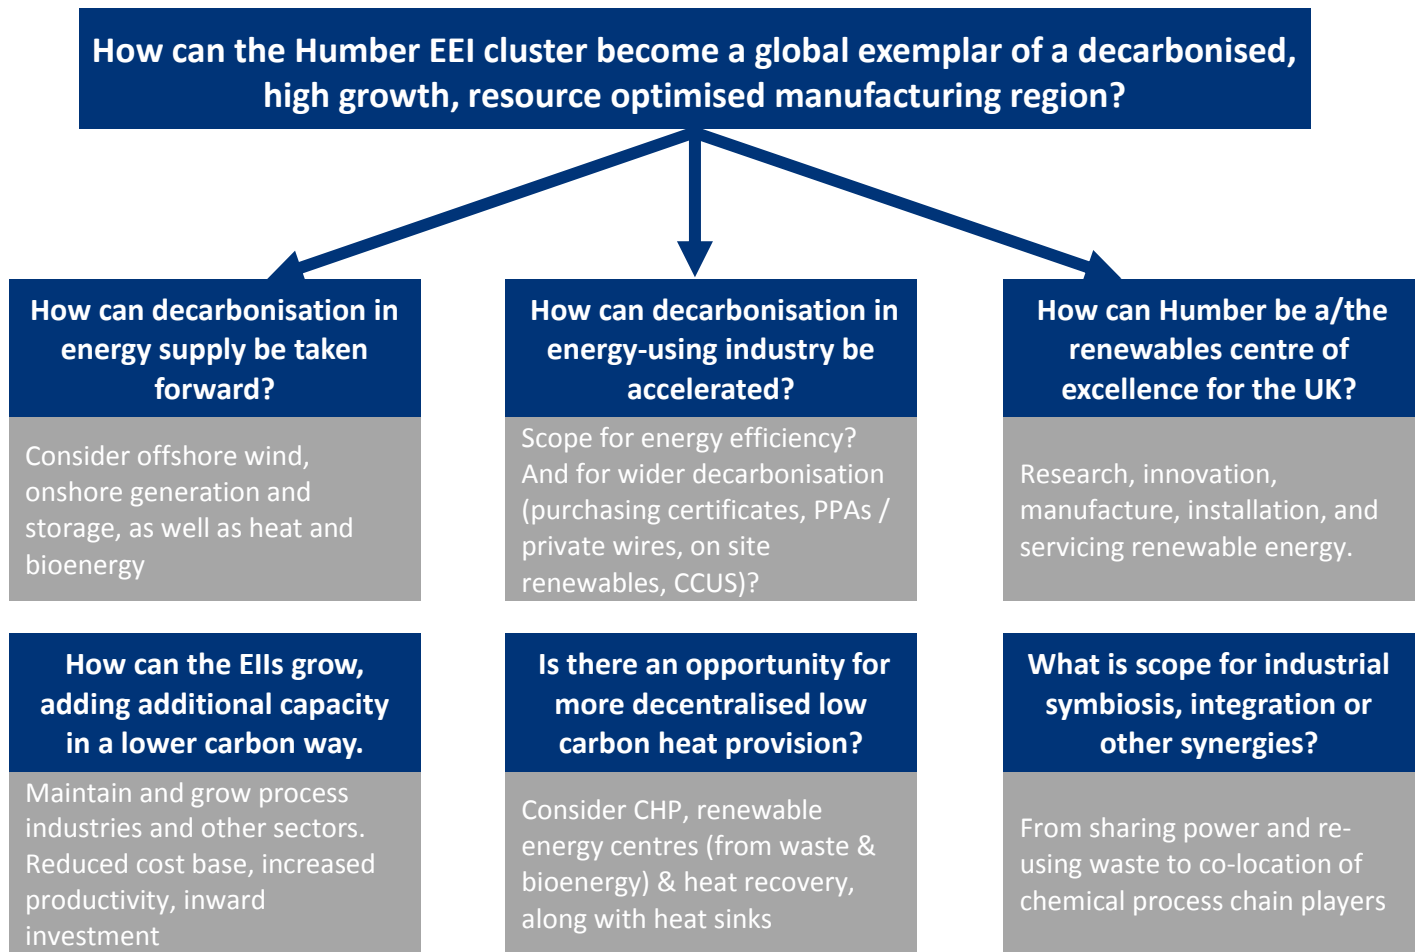 How can the Humber EEI cluster become a global exemplar of a decarbonised,
high growth, resource optimised manufacturing region?
How can decarbonisation in
energy supply be taken
forward?
Consider offshore wind,
onshore generation and
storage, as well as heat and
bioenergy
How can decarbonisation in
energy-using industry be
accelerated?
Scope for energy efficiency?
And for wider decarbonisation
(purchasing certificates, PPAs /
private wires, on site
renewables, CCUS)?
How can Humber be a/the
renewables centre of
excellence for the UK?
Research, innovation,
manufacture, installation, and
servicing renewable energy.
How can the EIIs grow,
adding additional capacity
in a lower carbon way.
Maintain and grow process
industries and other sectors.
Reduced cost base, increased
productivity, inward
investment
Is there an opportunity for
more decentralised low
carbon heat provision?
Consider CHP, renewable
energy centres (from waste &
bioenergy) & heat recovery,
along with heat sinks
What is scope for industrial
symbiosis, integration or
other synergies?
From sharing power and re-
using waste to co-location of
chemical process chain players